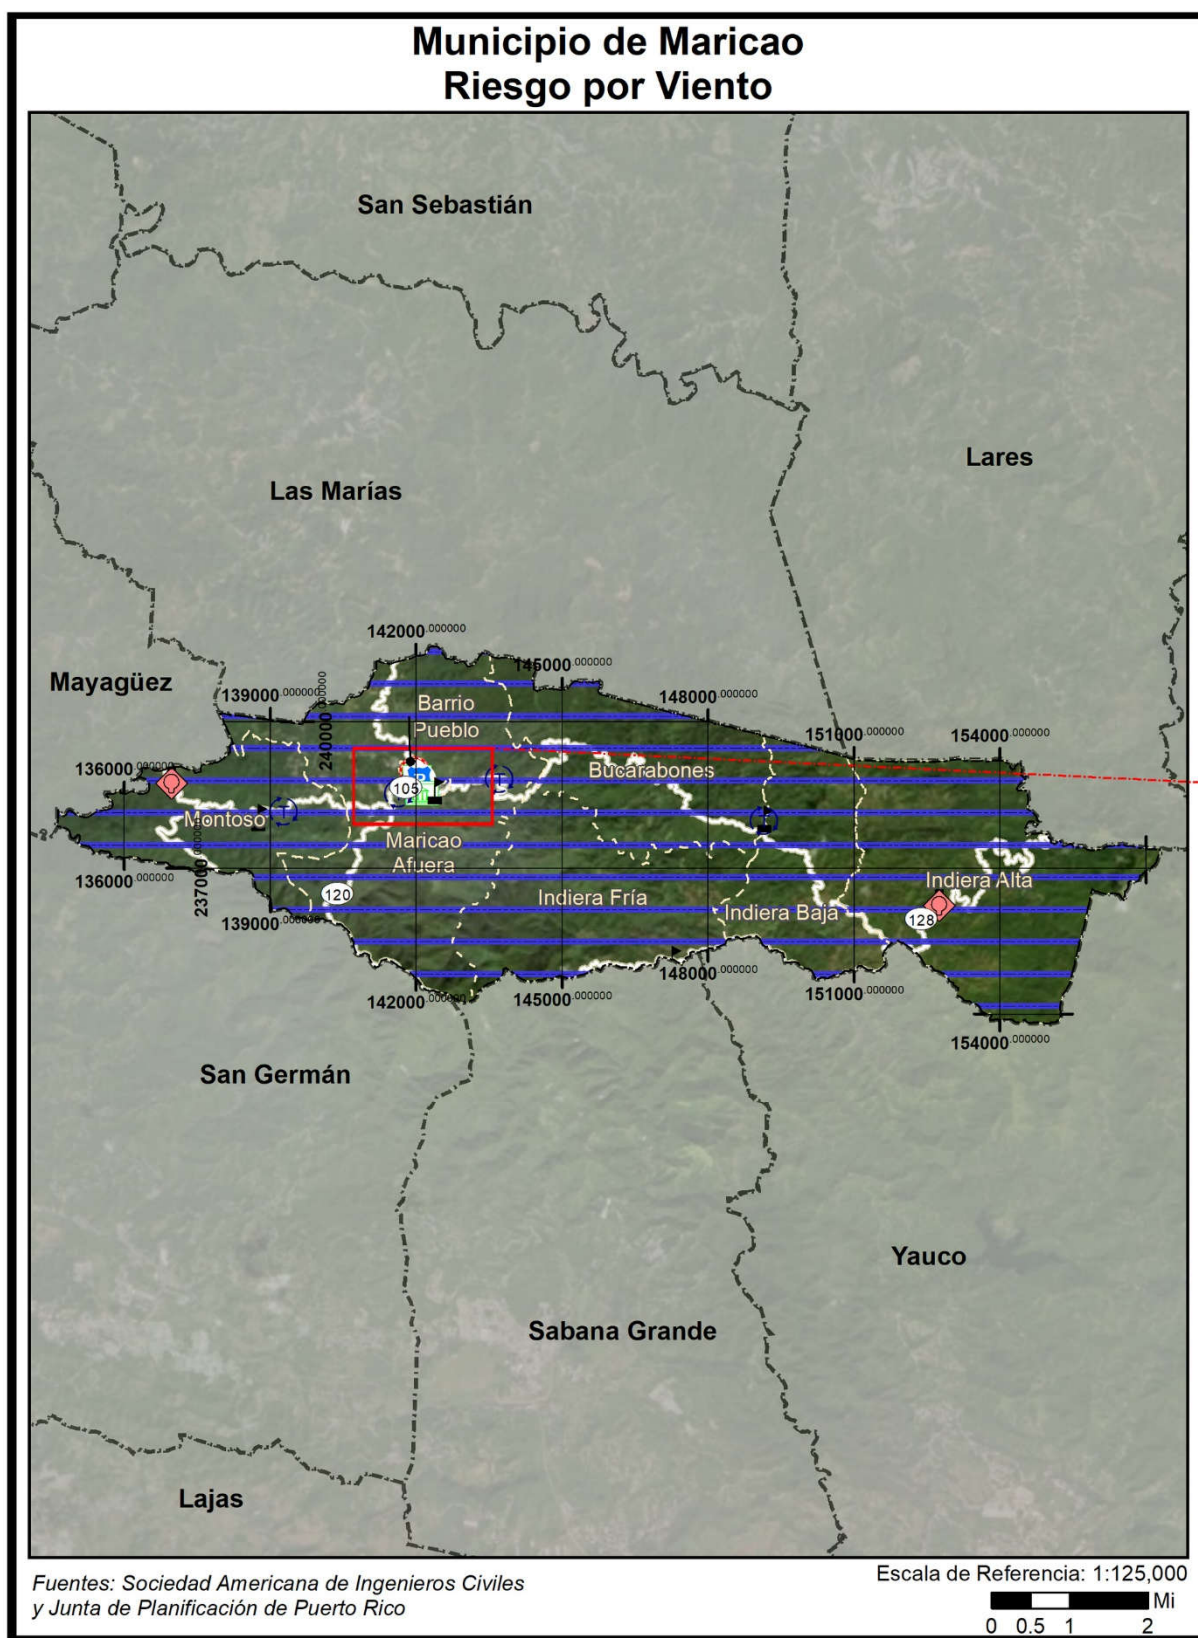 Municipio de Maricao
Riesgo por Viento
San Sebastián
Lares
Las Marías
Mayagüez
142000.000000
145000.000000
139000.000000
148000.000000
240000.000000
151000.000000
154000.000000
136000.000000
Barrio
Pueblo
Bucarabones
105
Montoso
Maricao
Afuera
136000.000000
237000.000000
120
139000.000000
Indiera Fría
Indiera Baja
Indiera Alta
128
142000.000000
145000.000000
148000.000000
151000.000000
154000.000000
San Germán
Yauco
Sabana Grande
Lajas
Fuentes: Sociedad Americana de Ingenieros Civiles
y Junta de Planificación de Puerto Rico
Escala de Referencia: 1:125,000
Mi
0 0.5 1 2